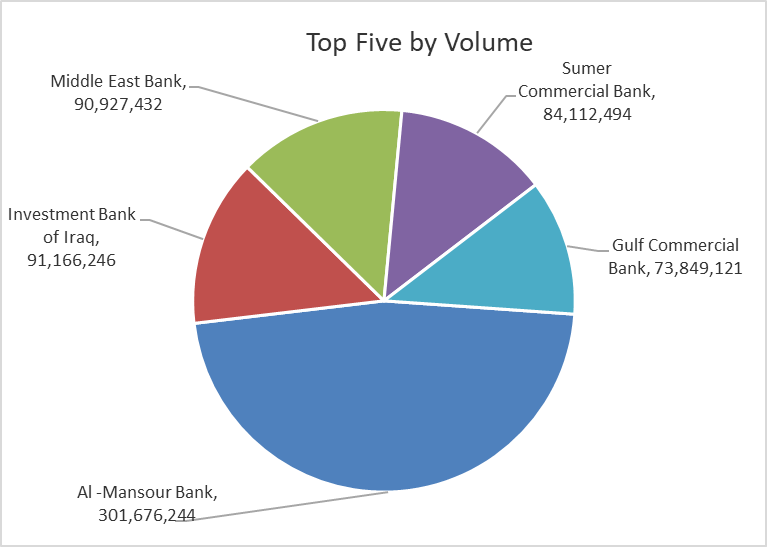 Top Five by Volume
Middle East Bank,
90,927,432
Sumer
Commercial Bank,
84,112,494
Investment Bank
of Iraq,
91,166,246
Gulf Commercial
Bank, 73,849,121
Al -Mansour Bank,
301,676,244